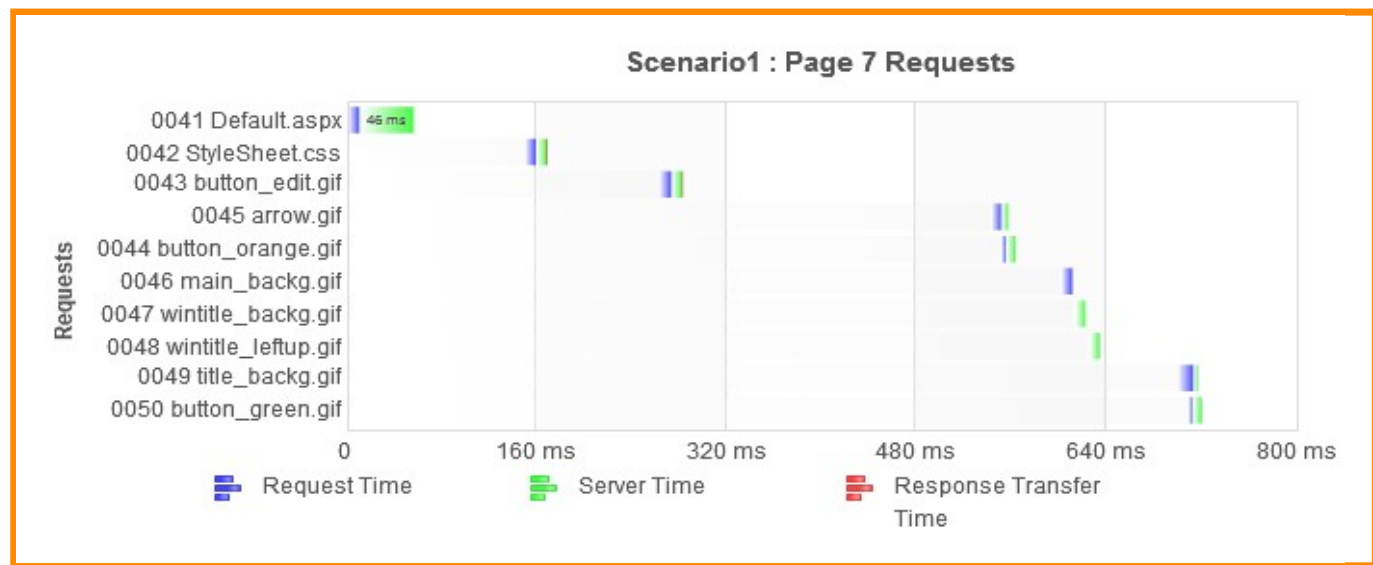 Scenario1 : Page 7 Requests
Requests
0041 Default.aspx
46 ms
0042 StyleSheet.css
0043 button_edit.gif
0045 arrow.gif
0044 button_orange.gif
0046 main_backg.gif
0047 wintitle_backg.gif
0048 wintitle_leftup.gif
0049 title_backg.gif
0050 button_green.gif
0 160 ms 320 ms 480 ms 640 ms 800 ms
Request Time Server Time Response Transfer
Time